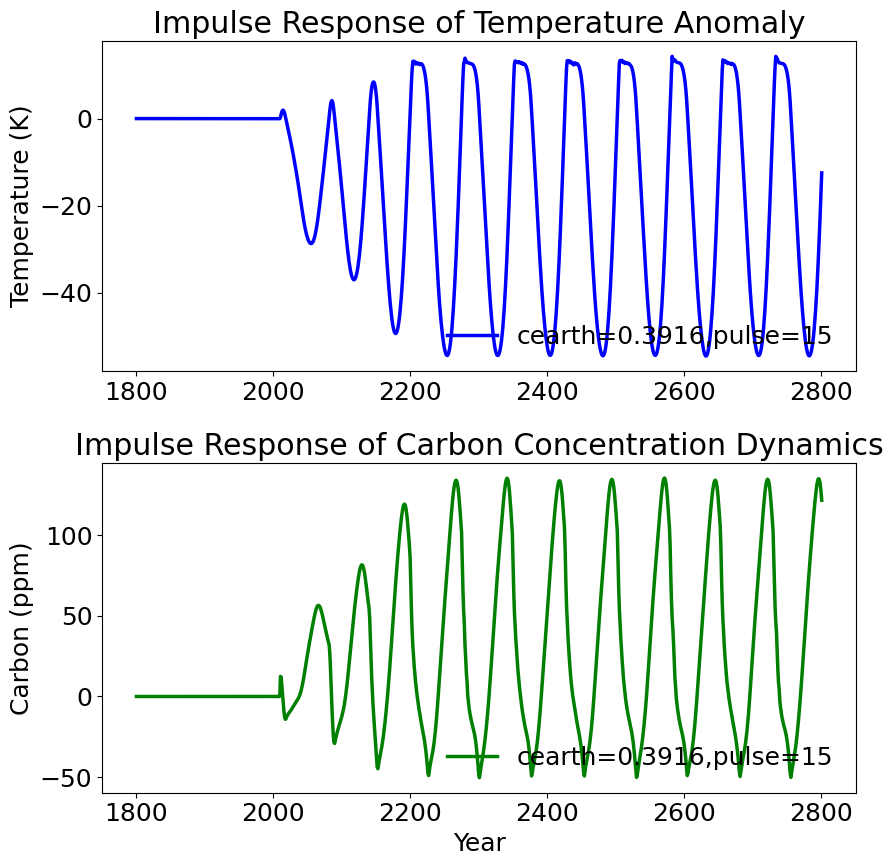 Impulse Response of Temperature Anomaly
Temperature (K)
0
−20
−40
cearth=0.3916,pulse=15
1800 2000 2200 2400 2600 2800
Impulse Response of Carbon Concentration Dynamics
Carbon (ppm)
100
50
0
−50
cearth=0.3916,pulse=15
1800 2000 2200 2400 2600 2800
Year